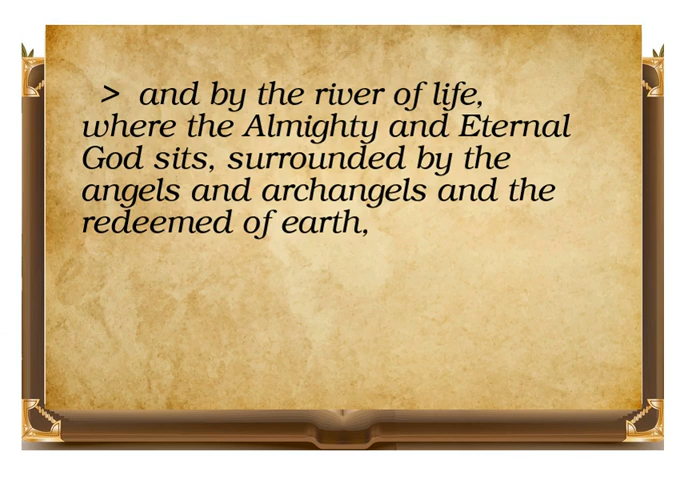 > and by the river of life,
where the Almighty and Eternal
God sits, surrounded by the
angels and archangels and the
redeemed of earth,